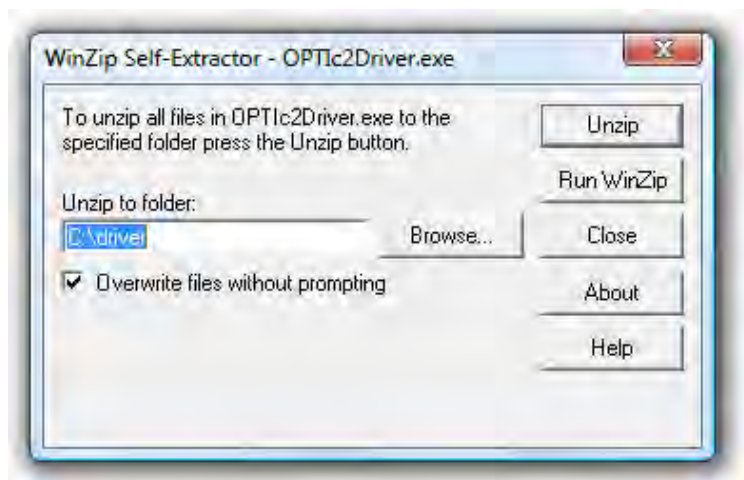 WinZip Self-Extractor - OPTIc2Driver.exe
To unzip all files in OPTIc2Driver.exe to the
specified folder press the Unzip button.
Unzip to folder:
C:\driver
Browse...
Overwrite files without prompting
Unzip
Run WinZip
Close
About
Help